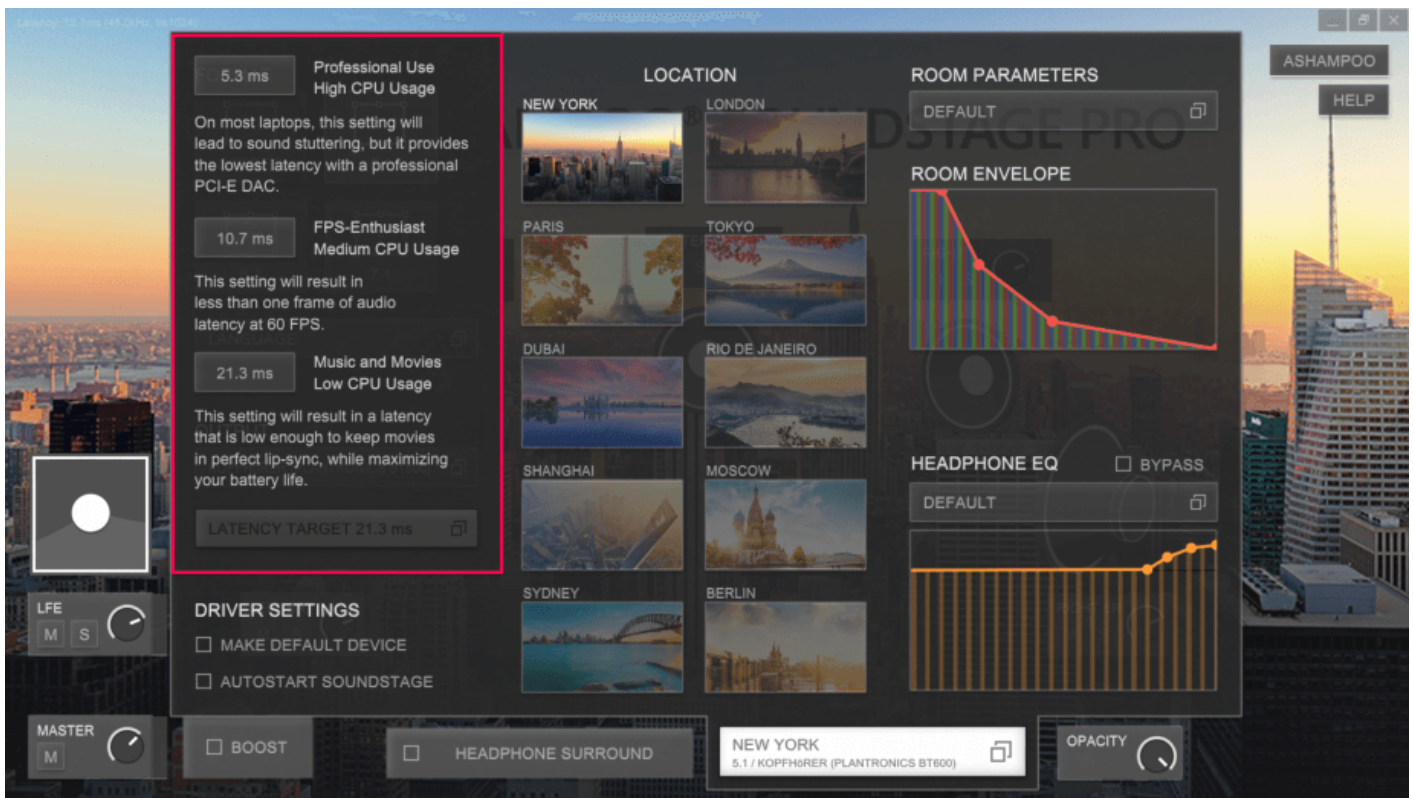 5.3 ms
Professional Use
High CPU Usage
On most laptops, this setting will
lead to sound stuttering, but it provides
the lowest latency with a professional
PCI-E DAC.
10.7 ms
FPS-Enthusiast
Medium CPU Usage
This setting will result in
less than one frame of audio
latency at 60 FPS.
LANGUAGE
21.3 ms
Music and Movies
Low CPU Usage
This setting will result in a latency
that is low enough to keep movies
in perfect lip-sync, while maximizing
your battery life.
LATENCY TARGET 21.3 ms
DRIVER SETTINGS
MAKE DEFAULT DEVICE
AUTOSTART SOUNDSTAGE
LOCATION
NEW YORK
LONDON
PARIS
TOKYO
DUBAI
RIO DE JANEIRO
SHANGHAI
MOSCOW
SYDNEY
BERLIN
ROOM PARAMETERS
DEFAULT
DSTAGE PRO
ROOM ENVELOPE
HEADPHONE EQ
BYPASS
DEFAULT
ASHAMPOO
HELP
LFE
M S
MASTER
M
BOOST
HEADPHONE SURROUND
NEW YORK
5.1 / KOPFHöRER (PLANTRONICS BT600)
OPACITY